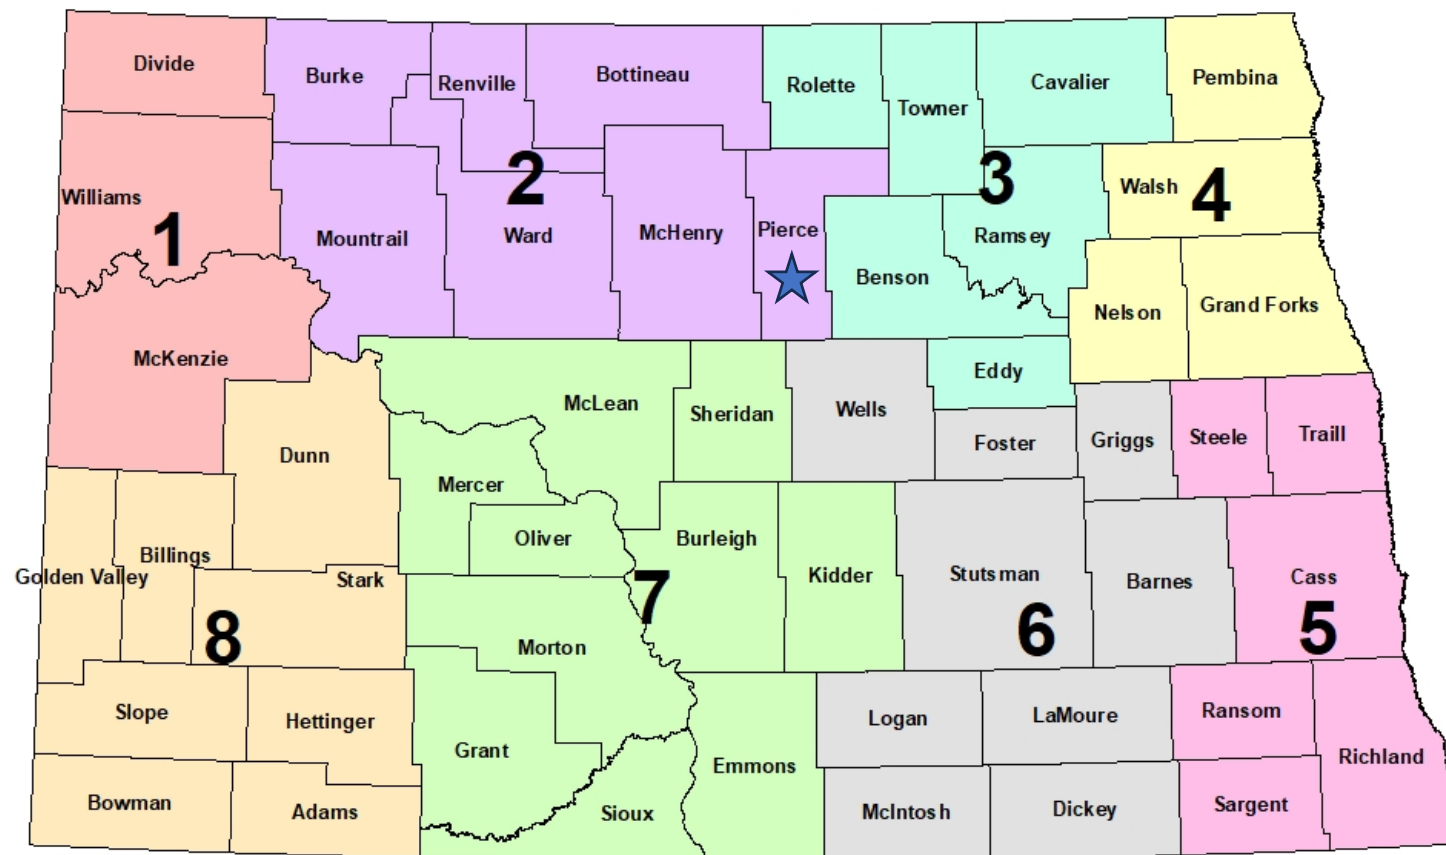 Divide
Burke
Renville
Bottineau
Rolette
Towner
Cavalier
Pembina
Williams
1
Mountrail
2
Ward
McHenry
Pierce
Benson
3
Ramsey
Walsh
4
Nelson
Grand Forks
McKenzie
Dunn
McLean
Sheridan
Wells
Eddy
Foster
Griggs
Steele
Traill
Mercer
Oliver
Burleigh
Kidder
Stutsman
Barnes
Cass
Golden Valley
Billings
Stark
8
7
6
5
Morton
Slope
Hettinger
Grant
Emmons
Logan
LaMoure
Ransom
Richland
Bowman
Adams
Sioux
McIntosh
Dickey
Sargent